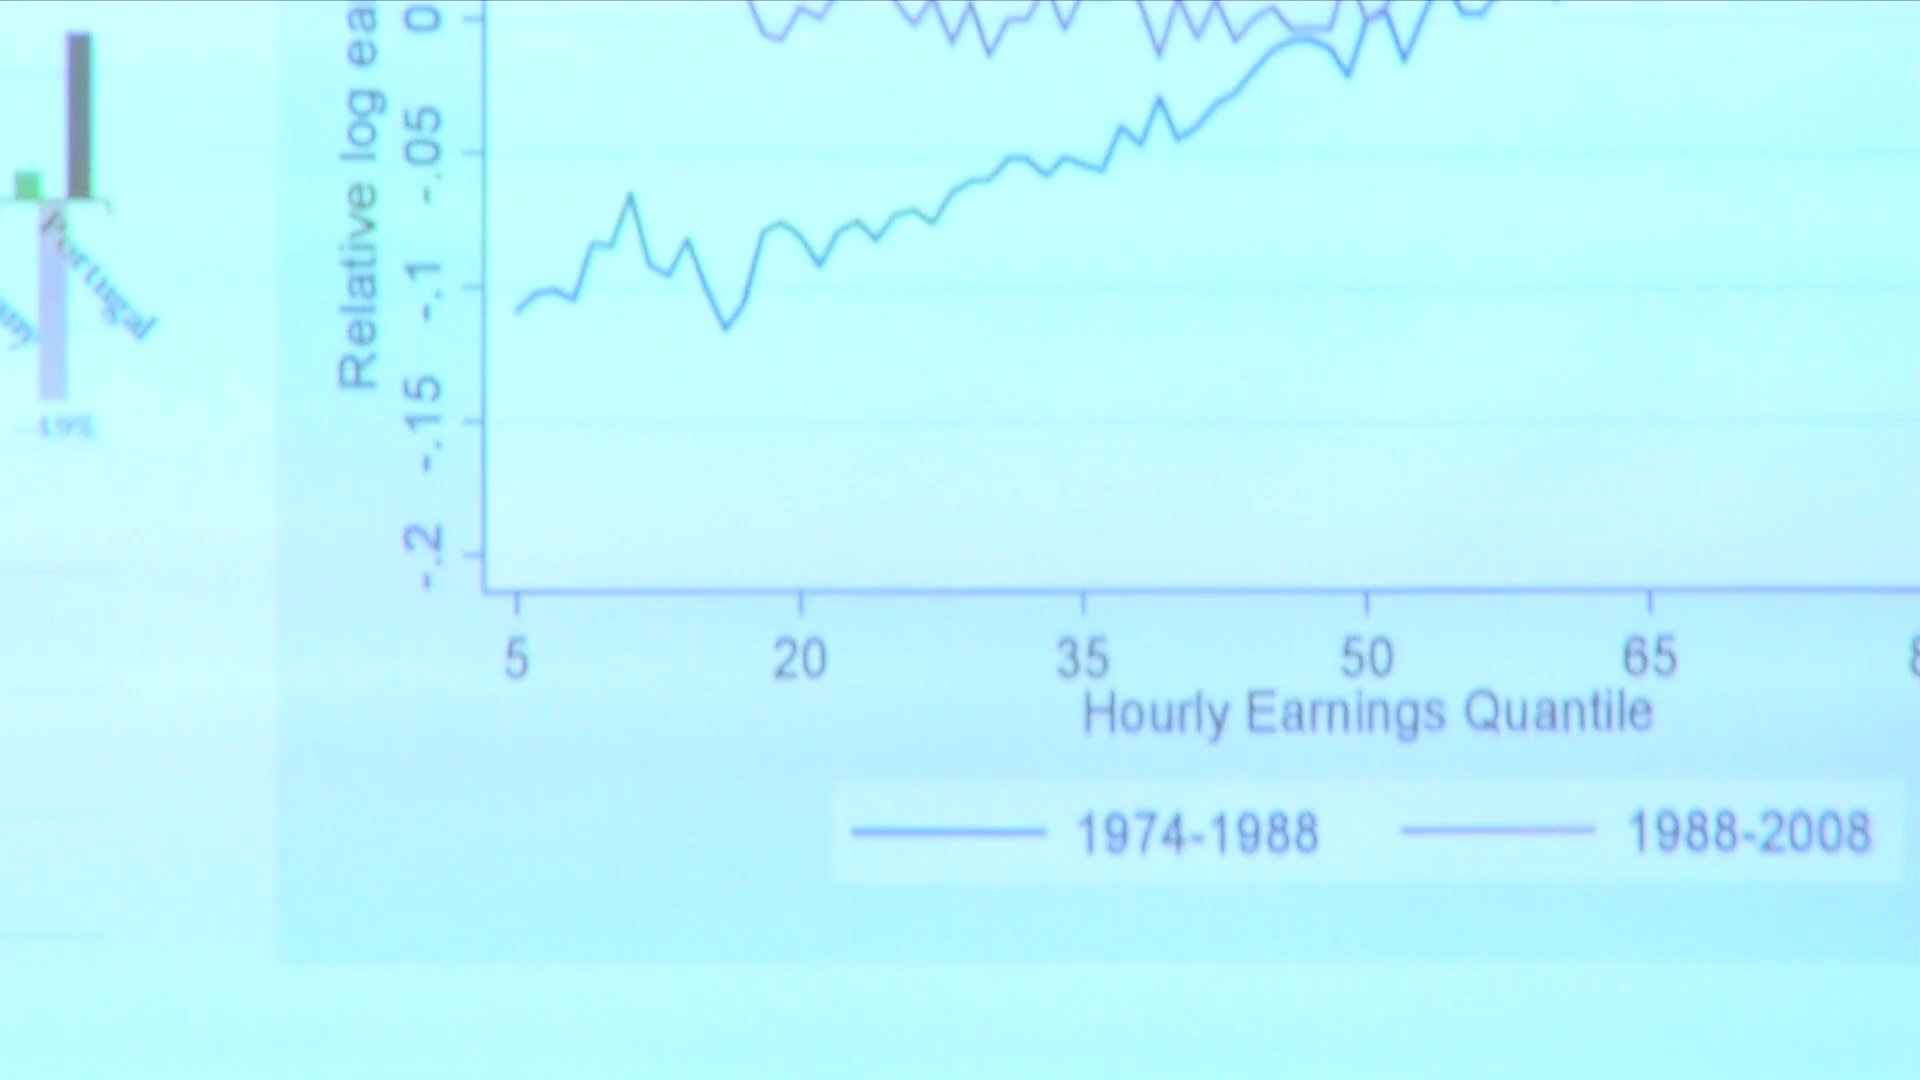 Portugal
Relative log ea
0
-.05
-.1
-.15
-.2
5 20 35 50 65
Hourly Earnings Quantile
1974-1988 1988-2008